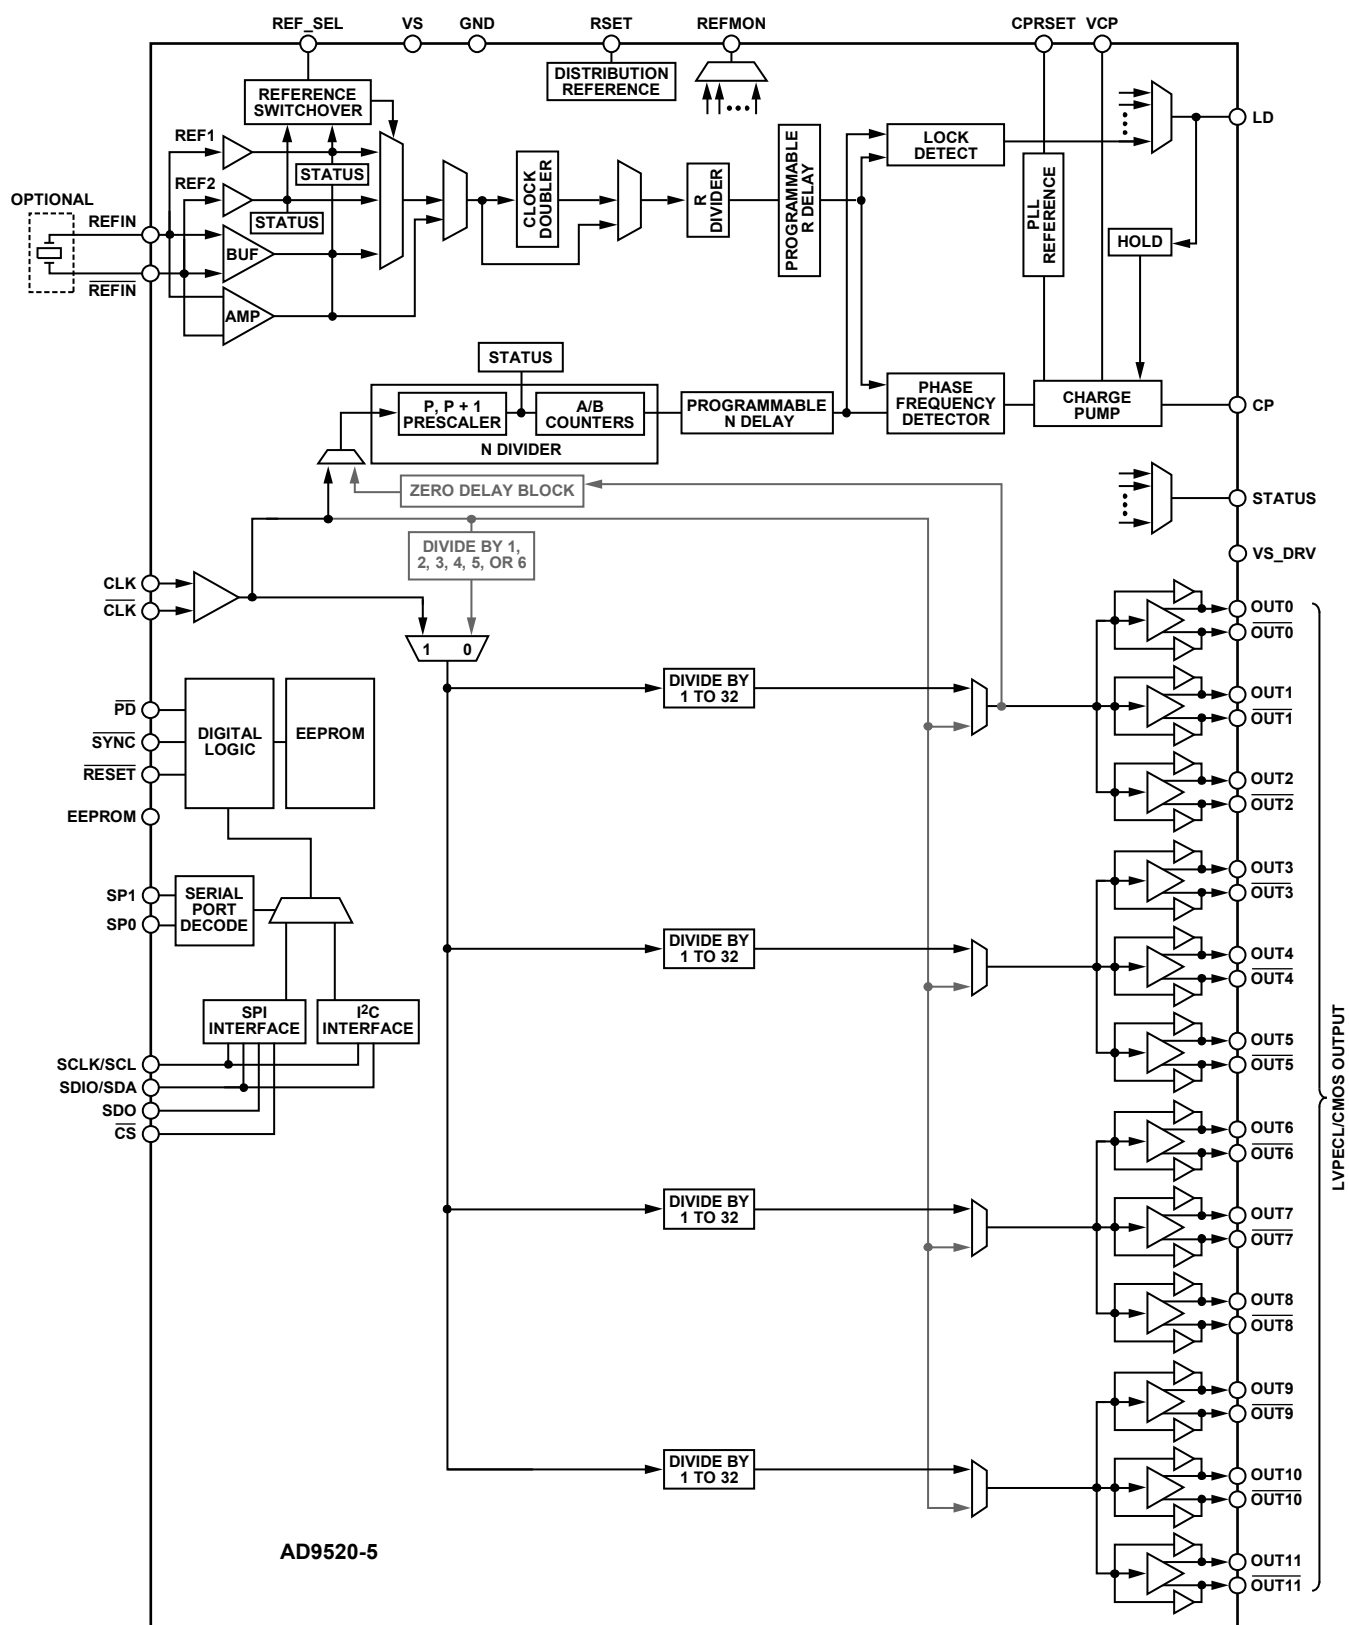 REF_SEL
VS
GND
RSET
REFMON
CPRSET
VCP
DISTRIBUTION
REFERENCE
REFERENCE
SWITCHOVER
REF1
STATUS
REF2
STATUS
OPTIONAL
REFIN
BUF
REFIN
AMP
CLOCK
DOUBLER
R
DIVIDER
PROGRAMMABLE
R DELAY
LOCK
DETECT
LD
PLL
REFERENCE
HOLD
STATUS
P, P + 1
PRESCALER
A/B
COUNTERS
N DIVIDER
PROGRAMMABLE
N DELAY
PHASE
FREQUENCY
DETECTOR
CHARGE
PUMP
CP
ZERO DELAY BLOCK
STATUS
DIVIDE BY 1,
2, 3, 4, 5, OR 6
VS_DRV
CLK
CLK
1
0
DIVIDE BY
1 TO 32
OUT0
OUT0
OUT1
OUT1
OUT2
OUT2
PD
SYNC
RESET
EEPROM
DIGITAL
LOGIC
EEPROM
SP1
SP0
SERIAL
PORT
DECODE
DIVIDE BY
1 TO 32
OUT3
OUT3
OUT4
OUT4
OUT5
OUT5
SPI
INTERFACE
I2C
INTERFACE
SCLK/SCL
SDIO/SDA
SDO
CS
DIVIDE BY
1 TO 32
OUT6
OUT6
OUT7
OUT7
OUT8
OUT8
LVPECL/CMOS OUTPUT
DIVIDE BY
1 TO 32
OUT9
OUT9
OUT10
OUT10
OUT11
OUT11
AD9520-5